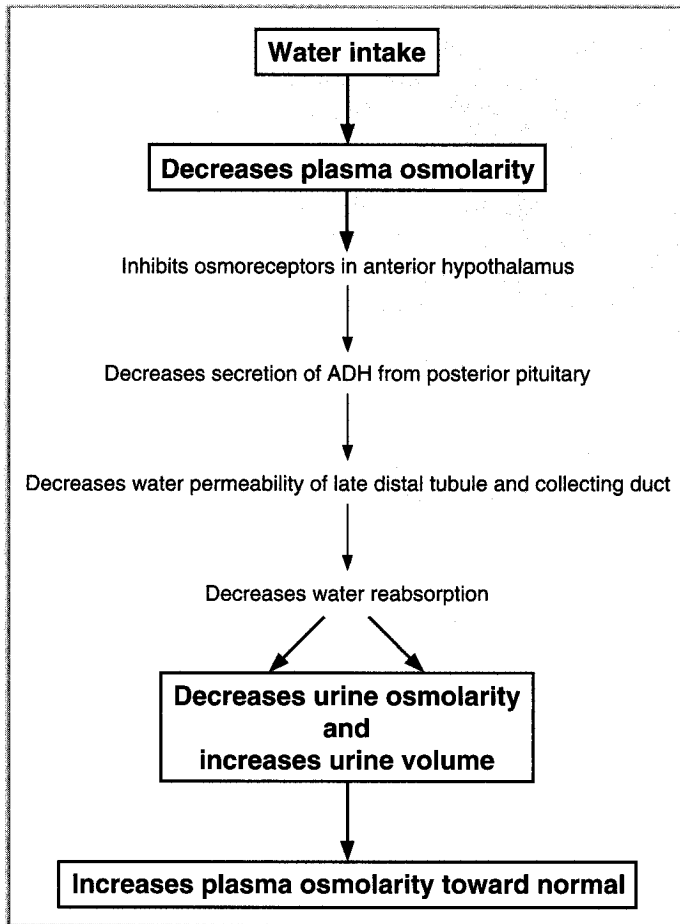 Water intake
Decreases plasma osmolarity
Inhibits osmoreceptors in anterior hypothalamus
Decreases secretion of ADH from posterior pituitary
Decreases water permeability of late distal tubule and collecting duct
Decreases water reabsorption
Decreases urine osmolarity
and
increases urine volume
Increases plasma osmolarity toward normal